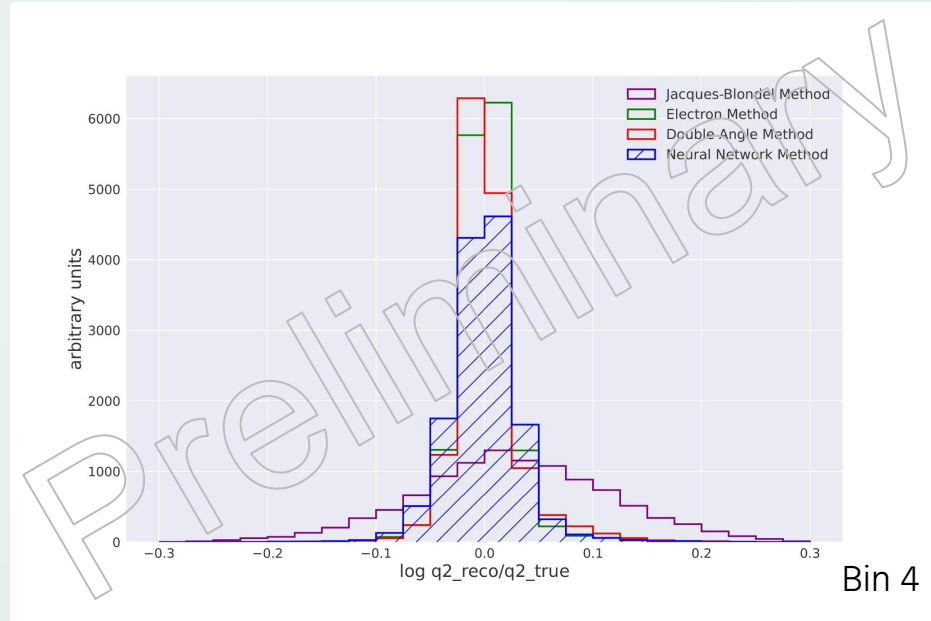 Preliminary
Jacques-Blondel Method
Electron Method
Double Angle Method
Neural Network Method
6000
5000
4000
3000
2000
1000
0
arbitrary units
−0.3 −0.2 −0.1 0.0 0.1 0.2 0.3
log q2_reco/q2_true
Bin 4